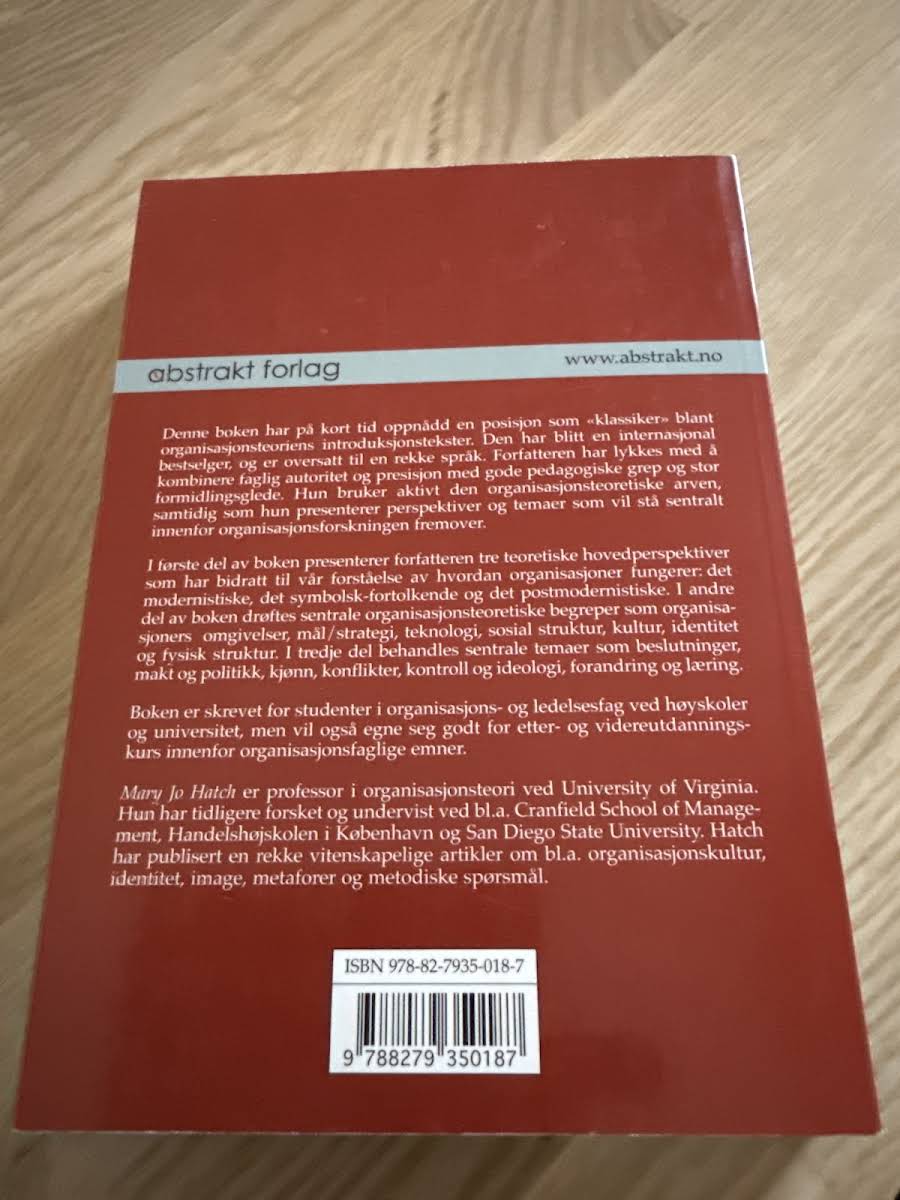 abstrakt forlag
www.abstrakt.no
Denne boken har på kort tid oppnådd en posisjon som «klassiker» blant
organisasjonsteoriens introduksjonstekster. Den har blitt en internasjonal
bestselger, og er oversatt til en rekke språk. Forfatteren har lykkes med å
kombinere faglig autoritet og presisjon med gode pedagogiske grep og stor
formidlingsglede. Hun bruker aktivt den organisasjonsteoretiske arven,
samtidig som hun presenterer perspektiver og temaer som vil stå sentralt
innenfor organisasjonsforskningen fremover.
I første del av boken presenterer forfatteren tre teoretiske hovedperspektiver
som har bidratt til vår forståelse av hvordan organisasjoner fungerer: det
modernistiske, det symbolsk-fortolkende og det postmodernistiske. I andre
del av boken drøftes sentrale organisasjonsteoretiske begreper som organisa-
sjoners omgivelser, mål/strategi, teknologi, sosial struktur, kultur, identitet
og fysisk struktur. I tredje del behandles sentrale temaer som beslutninger,
makt og politikk, kjønn, konflikter, kontroll og ideologi, forandring og læring.
Boken er skrevet for studenter i organisasjons- og ledelsesfag ved høyskoler
og universitet, men vil også egne seg godt for etter- og videreutdannings-
kurs innenfor organisasjonsfaglige emner.
Mary Jo Hatch er professor i organisasjonsteori ved University of Virginia.
Hun har tidligere forsket og undervist ved bl.a. Cranfield School of Manage-
ment, Handelshøjskolen i København og San Diego State University. Hatch
har publisert en rekke vitenskapelige artikler om bl.a. organisasjonskultur,
identitet, image, metaforer og metodiske spørsmål.
ISBN 978-82-7935-018-7
9 788279 350187